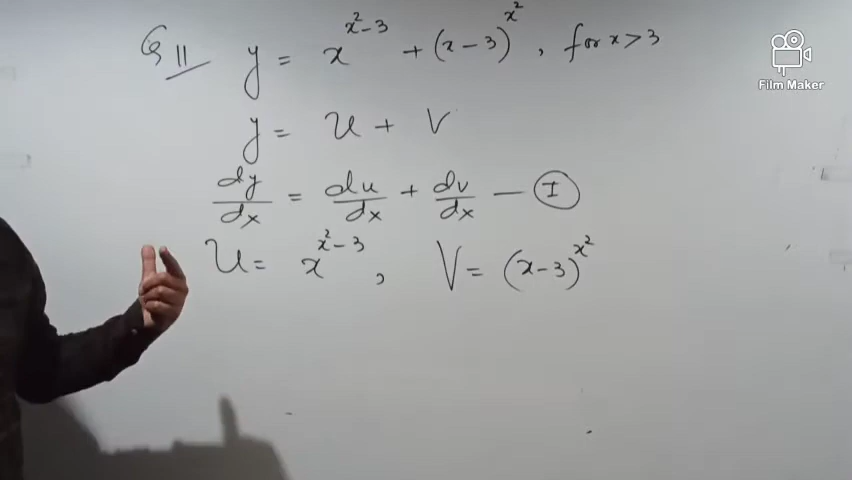 Q 11 y = x^{x²-3} + (x-3)^{x²}, for x > 3
Film Maker
y = u + v
dy/dx = du/dx + dv/dx — (I)
u = x^{x²-3}, v = (x-3)^{x²}